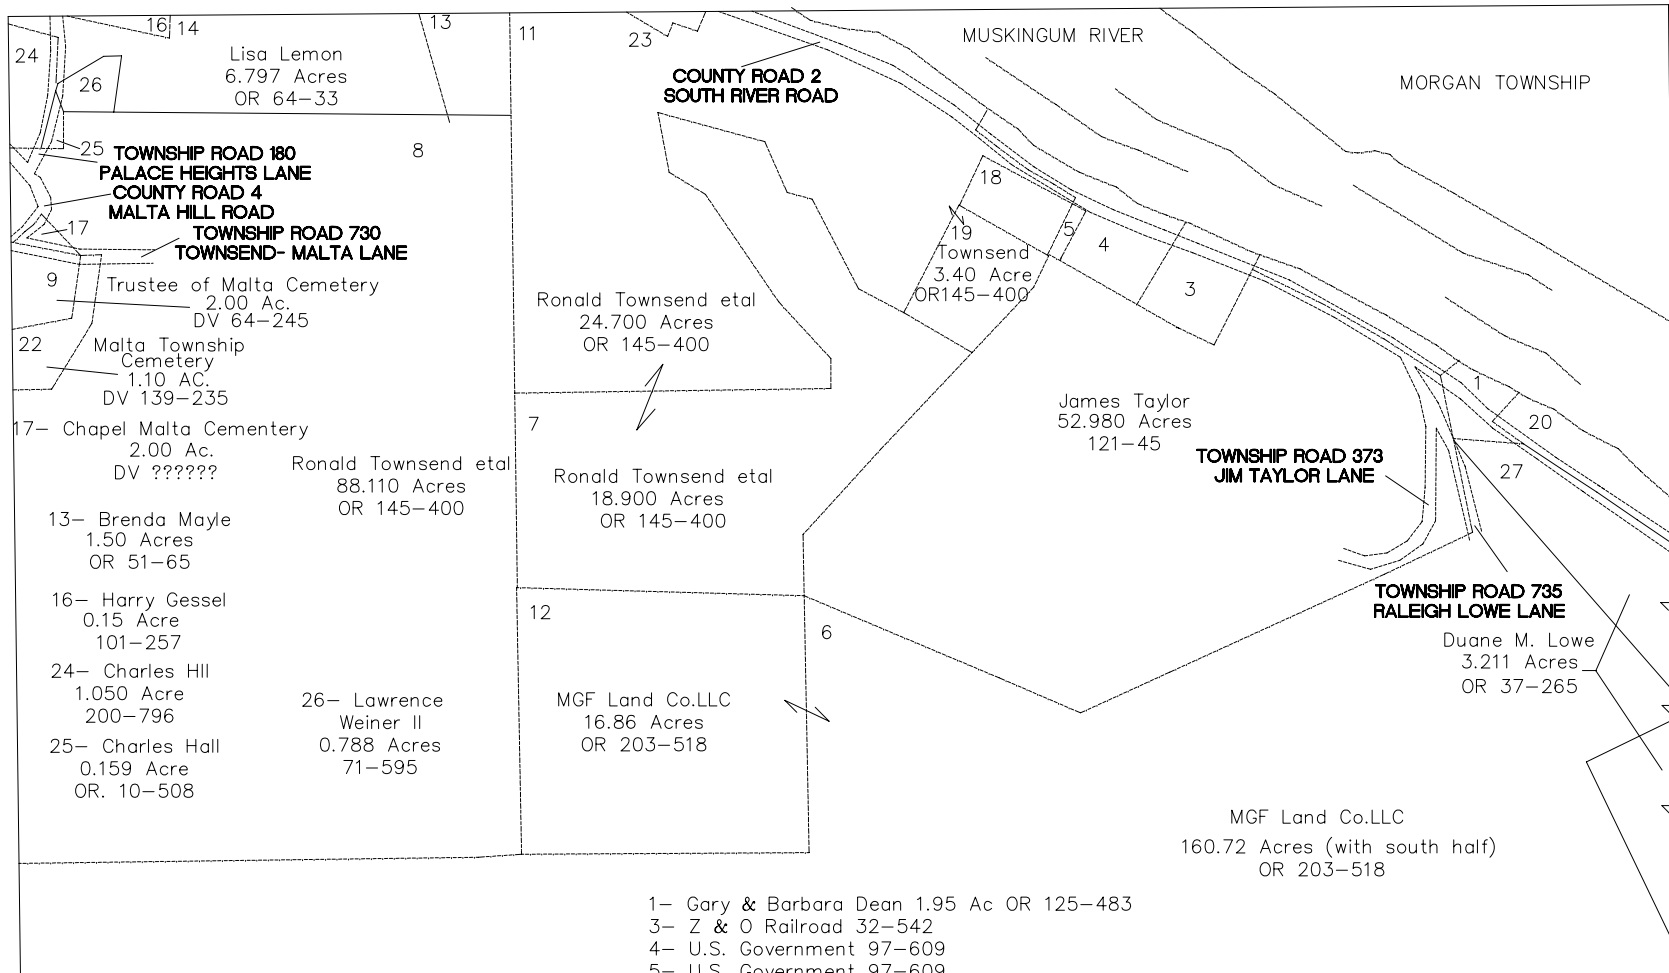 16
14
13
11
23
24
26
Lisa Lemon
6.797 Acres
OR 64-33
MUSKINGUM RIVER
MORGAN TOWNSHIP
COUNTY ROAD 2
SOUTH RIVER ROAD
25
8
TOWNSHIP ROAD 180
PALACE HEIGHTS LANE
COUNTY ROAD 4
MALTA HILL ROAD
17
TOWNSHIP ROAD 730
TOWNSEND- MALTA LANE
18
19
5
4
3
Townsend
3.40 Acre
OR145-400
9
Trustee of Malta Cemetery
2.00 Ac.
DV 64-245
22
Malta Township
Cemetery
1.10 AC.
DV 139-235
Ronald Townsend etal
24.700 Acres
OR 145-400
17- Chapel Malta Cementery
2.00 Ac.
DV ??????
Ronald Townsend etal
88.110 Acres
OR 145-400
7
Ronald Townsend etal
18.900 Acres
OR 145-400
James Taylor
52.980 Acres
121-45
1
20
27
TOWNSHIP ROAD 373
JIM TAYLOR LANE
13- Brenda Mayle
1.50 Acres
OR 51-65
16- Harry Gessel
0.15 Acre
101-257
24- Charles Hll
1.050 Acre
200-796
25- Charles Hall
0.159 Acre
OR. 10-508
26- Lawrence
Weiner II
0.788 Acres
71-595
12
6
MGF Land Co.LLC
16.86 Acres
OR 203-518
TOWNSHIP ROAD 735
RALEIGH LOWE LANE
Duane M. Lowe
3.211 Acres
OR 37-265
MGF Land Co.LLC
160.72 Acres (with south half)
OR 203-518
1- Gary & Barbara Dean 1.95 Ac OR 125-483
3- Z & O Railroad 32-542
4- U.S. Government 97-609
5- U.S. Government 97-609